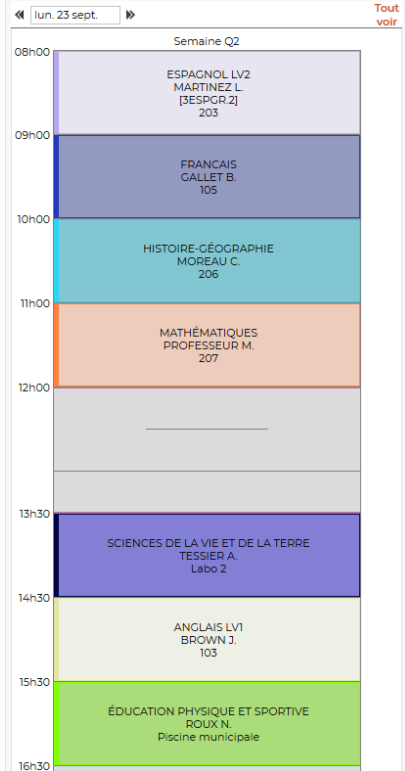 lun. 23 sept.
Tout
voir
Semaine Q2
08h00
ESPAGNOL LV2
MARTINEZ L.
[3ESPGR.2]
203
09h00
FRANCAIS
GALLET B.
105
10h00
HISTOIRE-GÉOGRAPHIE
MOREAU C.
206
11h00
MATHÉMATIQUES
PROFESSEUR M.
207
12h00
13h30
SCIENCES DE LA VIE ET DE LA TERRE
TESSIER A.
Labo 2
14h30
ANGLAIS LV1
BROWN J.
103
15h30
ÉDUCATION PHYSIQUE ET SPORTIVE
ROUX N.
Piscine municipale
16h30